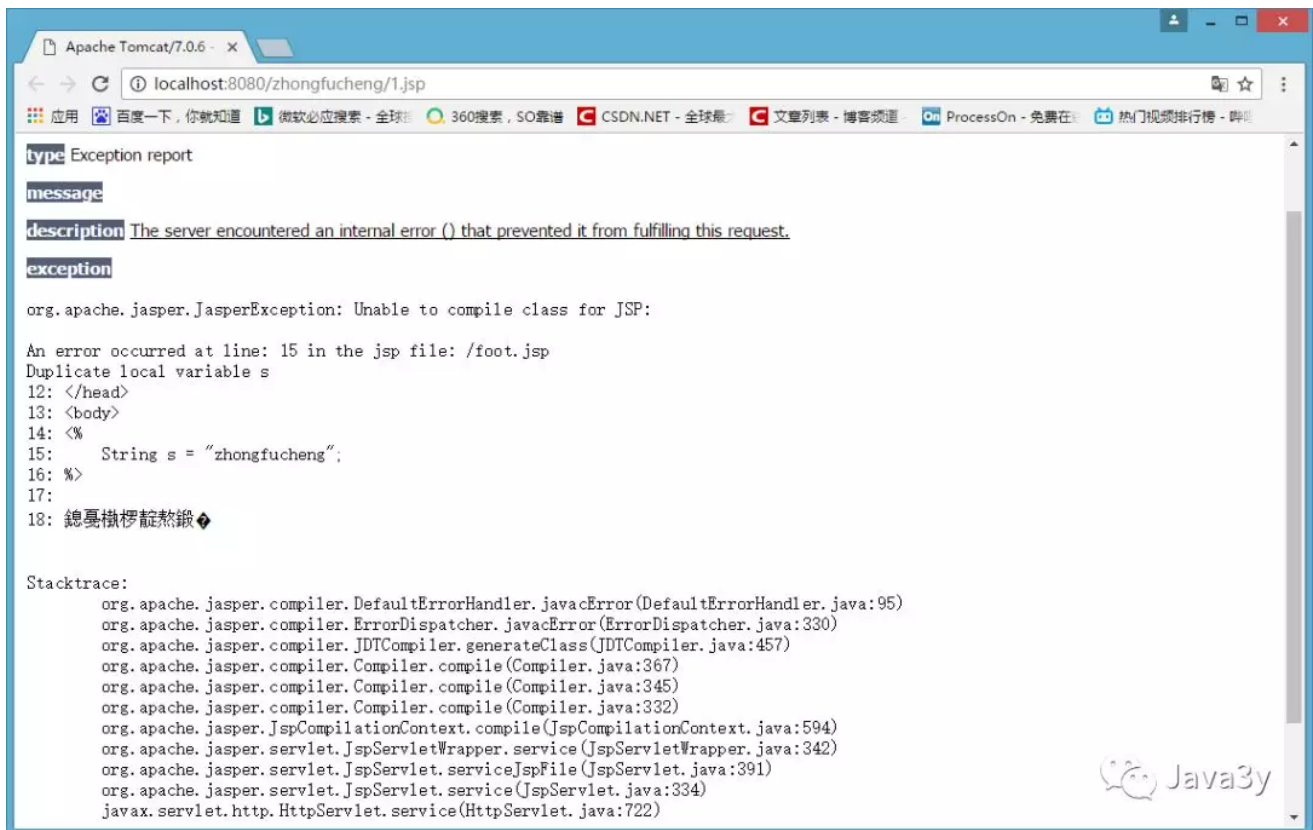 Apache Tomcat/7.0.6 -
localhost:8080/zhongfucheng/1.jsp
应用 百度一下，你就知道 微软必应搜索 - 全球 360搜索，SO靠谱 CSDN.NET - 全球最 文章列表 - 博客频道 ProcessOn - 免费在 热门视频排行榜 - 哔
type Exception report
message
description The server encountered an internal error () that prevented it from fulfilling this request.
exception
org.apache.jasper.JasperException: Unable to compile class for JSP:
An error occurred at line: 15 in the jsp file: /foot.jsp
Duplicate local variable s
12: </head>
13: <body>
14: <%
15:     String s = "zhongfucheng";
16: %>
17:
18: 鎴戞槸椤靛熬鍛�
Stacktrace:
org.apache.jasper.compiler.DefaultErrorHandler.javacError(DefaultErrorHandler.java:95)
org.apache.jasper.compiler.ErrorDispatcher.javacError(ErrorDispatcher.java:330)
org.apache.jasper.compiler.JDTCompiler.generateClass(JDTCompiler.java:457)
org.apache.jasper.compiler.Compiler.compile(Compiler.java:367)
org.apache.jasper.compiler.Compiler.compile(Compiler.java:345)
org.apache.jasper.compiler.Compiler.compile(Compiler.java:332)
org.apache.jasper.JspCompilationContext.compile(JspCompilationContext.java:594)
org.apache.jasper.servlet.JspServletWrapper.service(JspServletWrapper.java:342)
org.apache.jasper.servlet.JspServlet.serviceJspFile(JspServlet.java:391)
org.apache.jasper.servlet.JspServlet.service(JspServlet.java:334)
javax.servlet.http.HttpServlet.service(HttpServlet.java:722)
Java3y